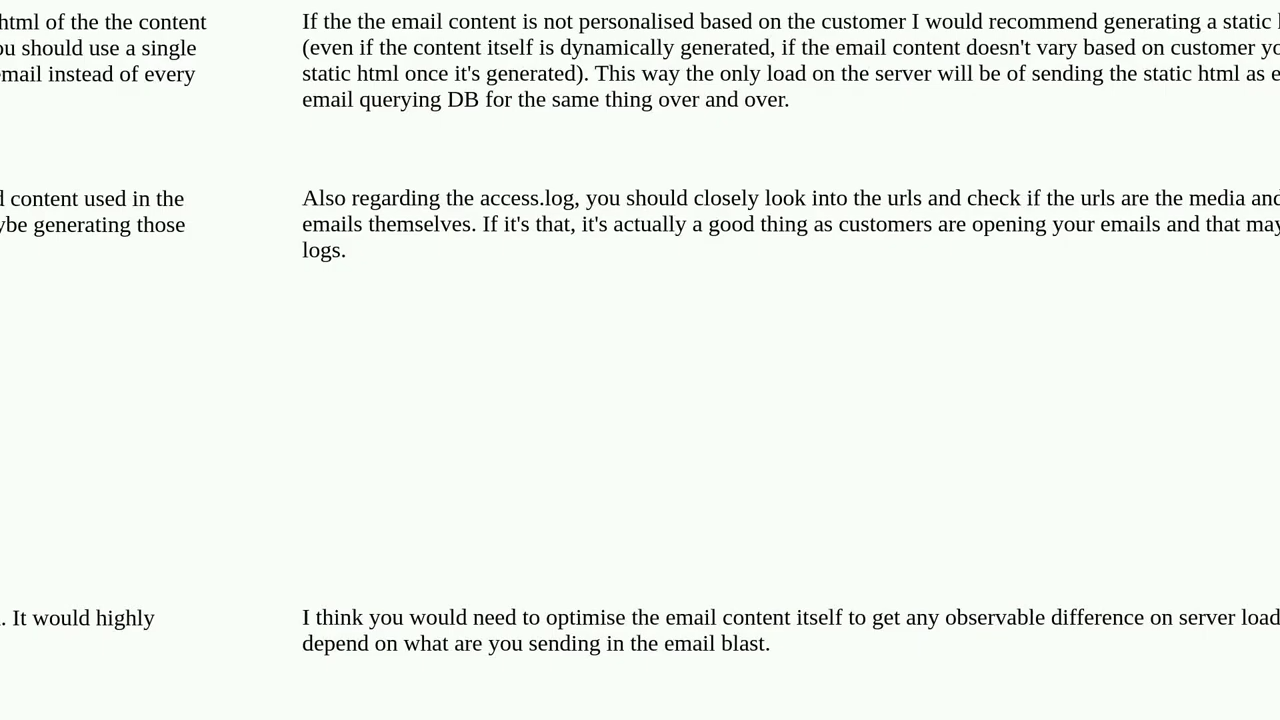 html of the the content
should use a single
email instead of every
If the the email content is not personalised based on the customer I would recommend generating a static
(even if the content itself is dynamically generated, if the email content doesn't vary based on customer
static html once it's generated). This way the only load on the server will be of sending the static html as
email querying DB for the same thing over and over.
content used in the
generating those
Also regarding the access.log, you should closely look into the urls and check if the urls are the media and
emails themselves. If it's that, it's actually a good thing as customers are opening your emails and that
logs.
. It would highly
I think you would need to optimise the email content itself to get any observable difference on server load
depend on what are you sending in the email blast.